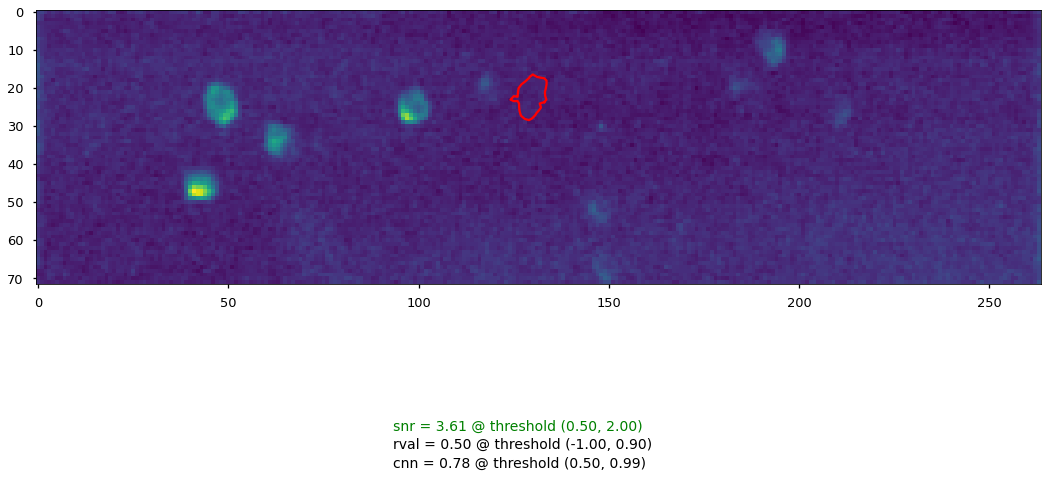 0
10
20
30
40
50
60
70
0 50 100 150 200 250
snr = 3.61 @ threshold (0.50, 2.00)
rval = 0.50 @ threshold (-1.00, 0.90)
cnn = 0.78 @ threshold (0.50, 0.99)